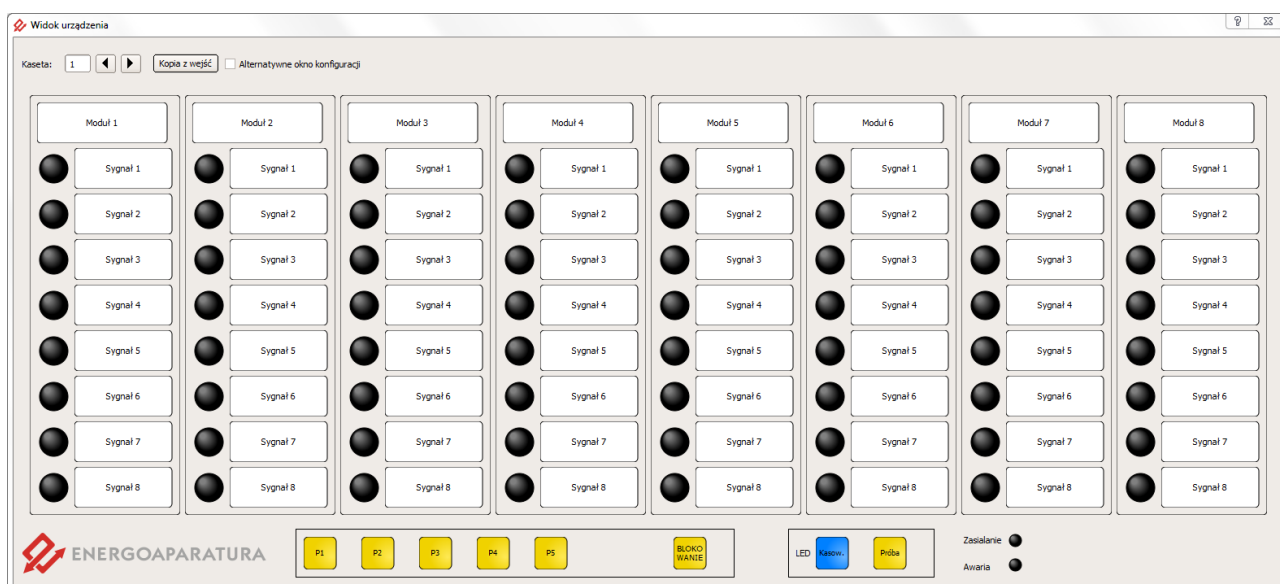 Widok urządzenia
Kaseta: 1 Kopia z wejść Alternatywne okno konfiguracji
Moduł 1 Moduł 2 Moduł 3 Moduł 4 Moduł 5 Moduł 6 Moduł 7 Moduł 8
Sygnał 1 Sygnał 1 Sygnał 1 Sygnał 1 Sygnał 1 Sygnał 1 Sygnał 1 Sygnał 1
Sygnał 2 Sygnał 2 Sygnał 2 Sygnał 2 Sygnał 2 Sygnał 2 Sygnał 2 Sygnał 2
Sygnał 3 Sygnał 3 Sygnał 3 Sygnał 3 Sygnał 3 Sygnał 3 Sygnał 3 Sygnał 3
Sygnał 4 Sygnał 4 Sygnał 4 Sygnał 4 Sygnał 4 Sygnał 4 Sygnał 4 Sygnał 4
Sygnał 5 Sygnał 5 Sygnał 5 Sygnał 5 Sygnał 5 Sygnał 5 Sygnał 5 Sygnał 5
Sygnał 6 Sygnał 6 Sygnał 6 Sygnał 6 Sygnał 6 Sygnał 6 Sygnał 6 Sygnał 6
Sygnał 7 Sygnał 7 Sygnał 7 Sygnał 7 Sygnał 7 Sygnał 7 Sygnał 7 Sygnał 7
Sygnał 8 Sygnał 8 Sygnał 8 Sygnał 8 Sygnał 8 Sygnał 8 Sygnał 8 Sygnał 8
ENERGOAPARATURA
P1 P2 P3 P4 P5
BLOKO
WANIE
LED Kasow. Próba
Zasialanie
Awaria